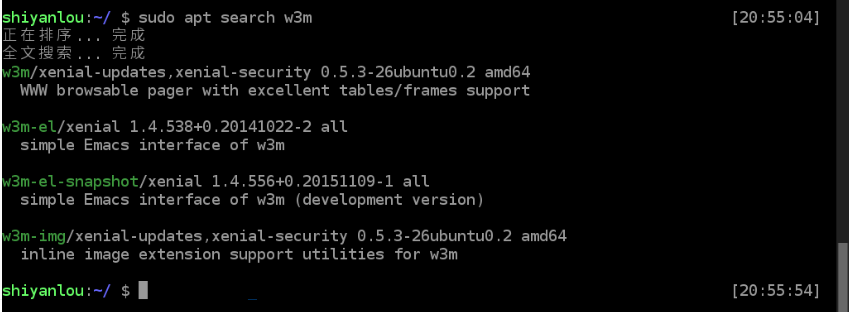 shiyanlou:~/ $ sudo apt search w3m [20:55:04]
正在排序... 完成
全文搜索... 完成
w3m/xenial-updates,xenial-security 0.5.3-26ubuntu0.2 amd64
WWW browsable pager with excellent tables/frames support
w3m-el/xenial 1.4.538+0.20141022-2 all
simple Emacs interface of w3m
w3m-el-snapshot/xenial 1.4.556+0.20151109-1 all
simple Emacs interface of w3m (development version)
w3m-img/xenial-updates,xenial-security 0.5.3-26ubuntu0.2 amd64
inline image extension support utilities for w3m
shiyanlou:~/ $ [20:55:54]